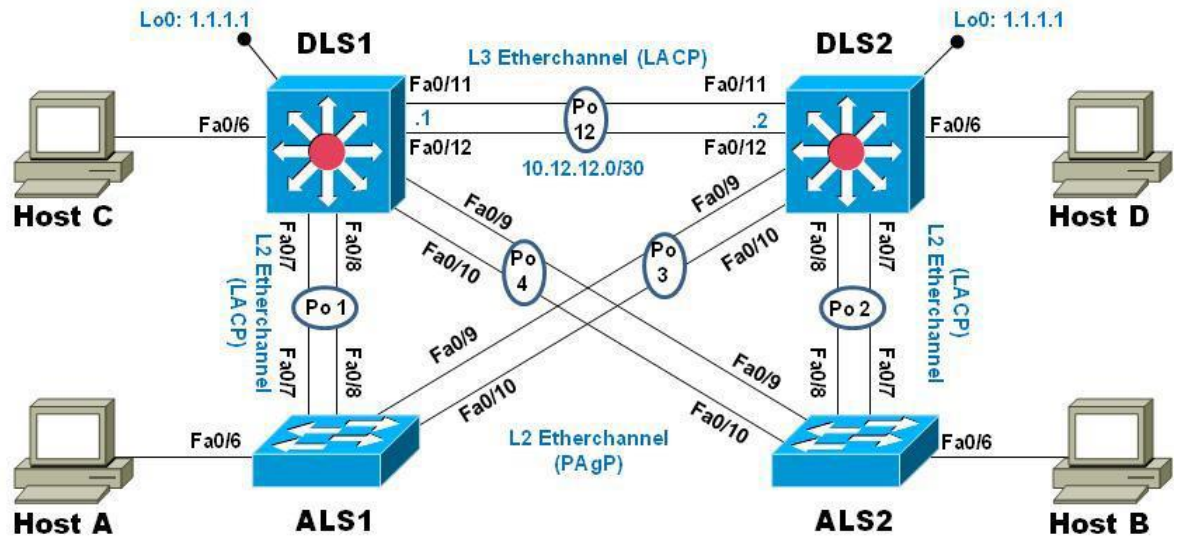 Lo0: 1.1.1.1
Lo0: 1.1.1.1
DLS1
DLS2
L3 Etherchannel (LACP)
Fa0/11
Fa0/11
Po
12
.1
.2
Fa0/6
Fa0/6
Fa0/12
Fa0/12
10.12.12.0/30
Host C
Host D
Fa0/9
Fa0/9
Fa0/10
Fa0/10
Po
4
Po
3
Fa0/7
Fa0/8
Fa0/8
Fa0/7
L2 Etherchannel
(LACP)
(LACP)
L2 Etherchannel
Po 1
Po 2
Fa0/7
Fa0/8
Fa0/8
Fa0/7
Fa0/9
Fa0/9
Fa0/10
Fa0/10
L2 Etherchannel
(PAgP)
Fa0/6
Fa0/6
Host A
ALS1
ALS2
Host B